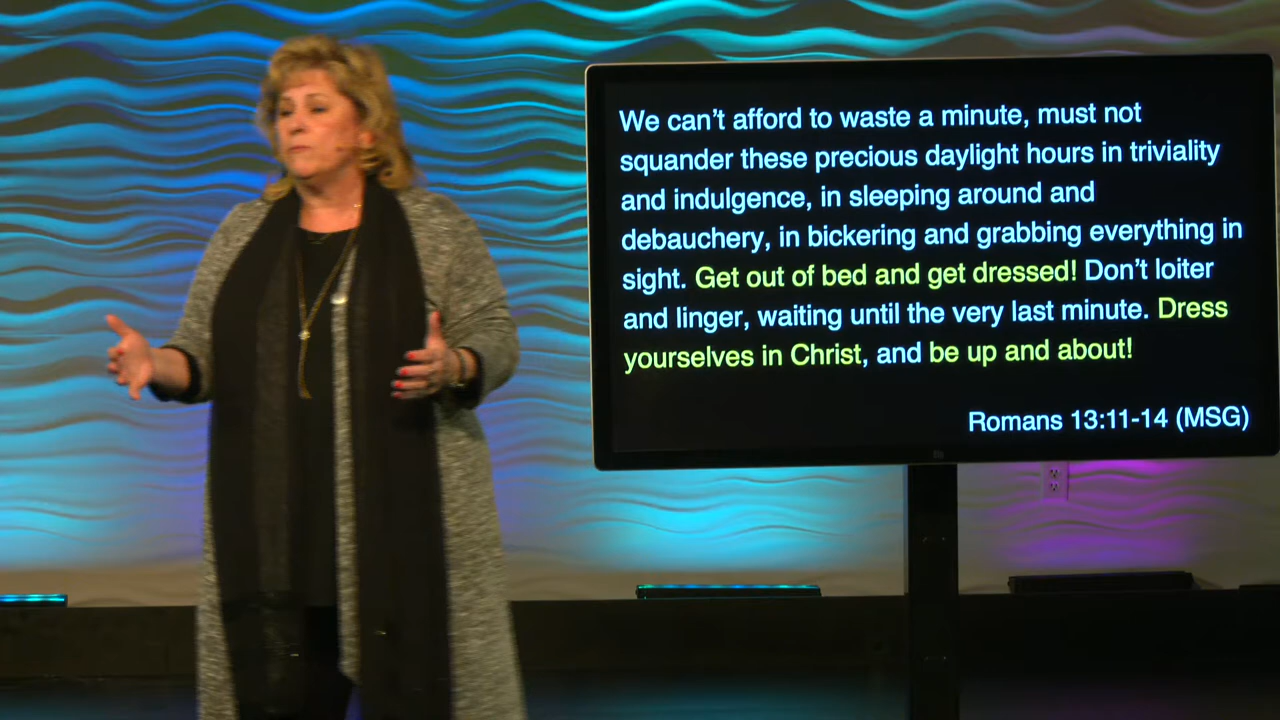 We can't afford to waste a minute, must not
squander these precious daylight hours in triviality
and indulgence, in sleeping around and
debauchery, in bickering and grabbing everything in
sight. Get out of bed and get dressed! Don't loiter
and linger, waiting until the very last minute. Dress
yourselves in Christ, and be up and about!
Romans 13:11-14 (MSG)